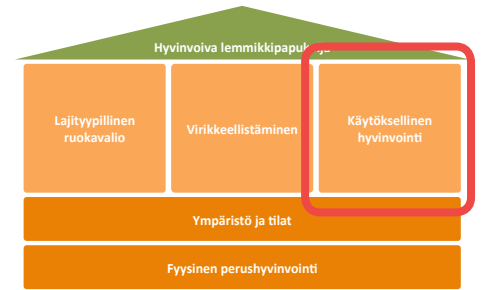 Hyvinvoiva lemmikkipapukaija
Lajityypillinen
ruokavalio
Virikkeellistäminen
Käytöksellinen
hyvinvointi
Ympäristö ja tilat
Fyysinen perushyvinvointi